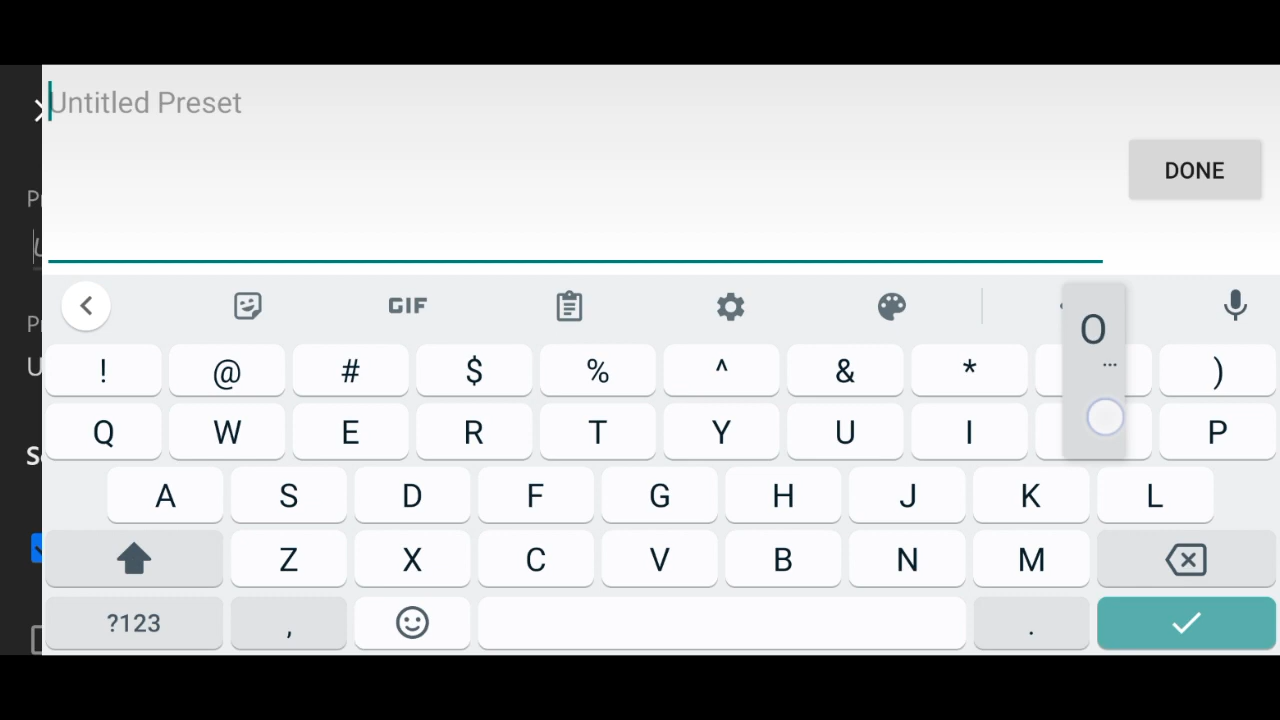 Untitled Preset
DONE
P
U
GIF
O
...
! @ # $ % ^ & * )
Q W E R T Y U I P
A S D F G H J K L
S
Z X C V B N M
?123 , .